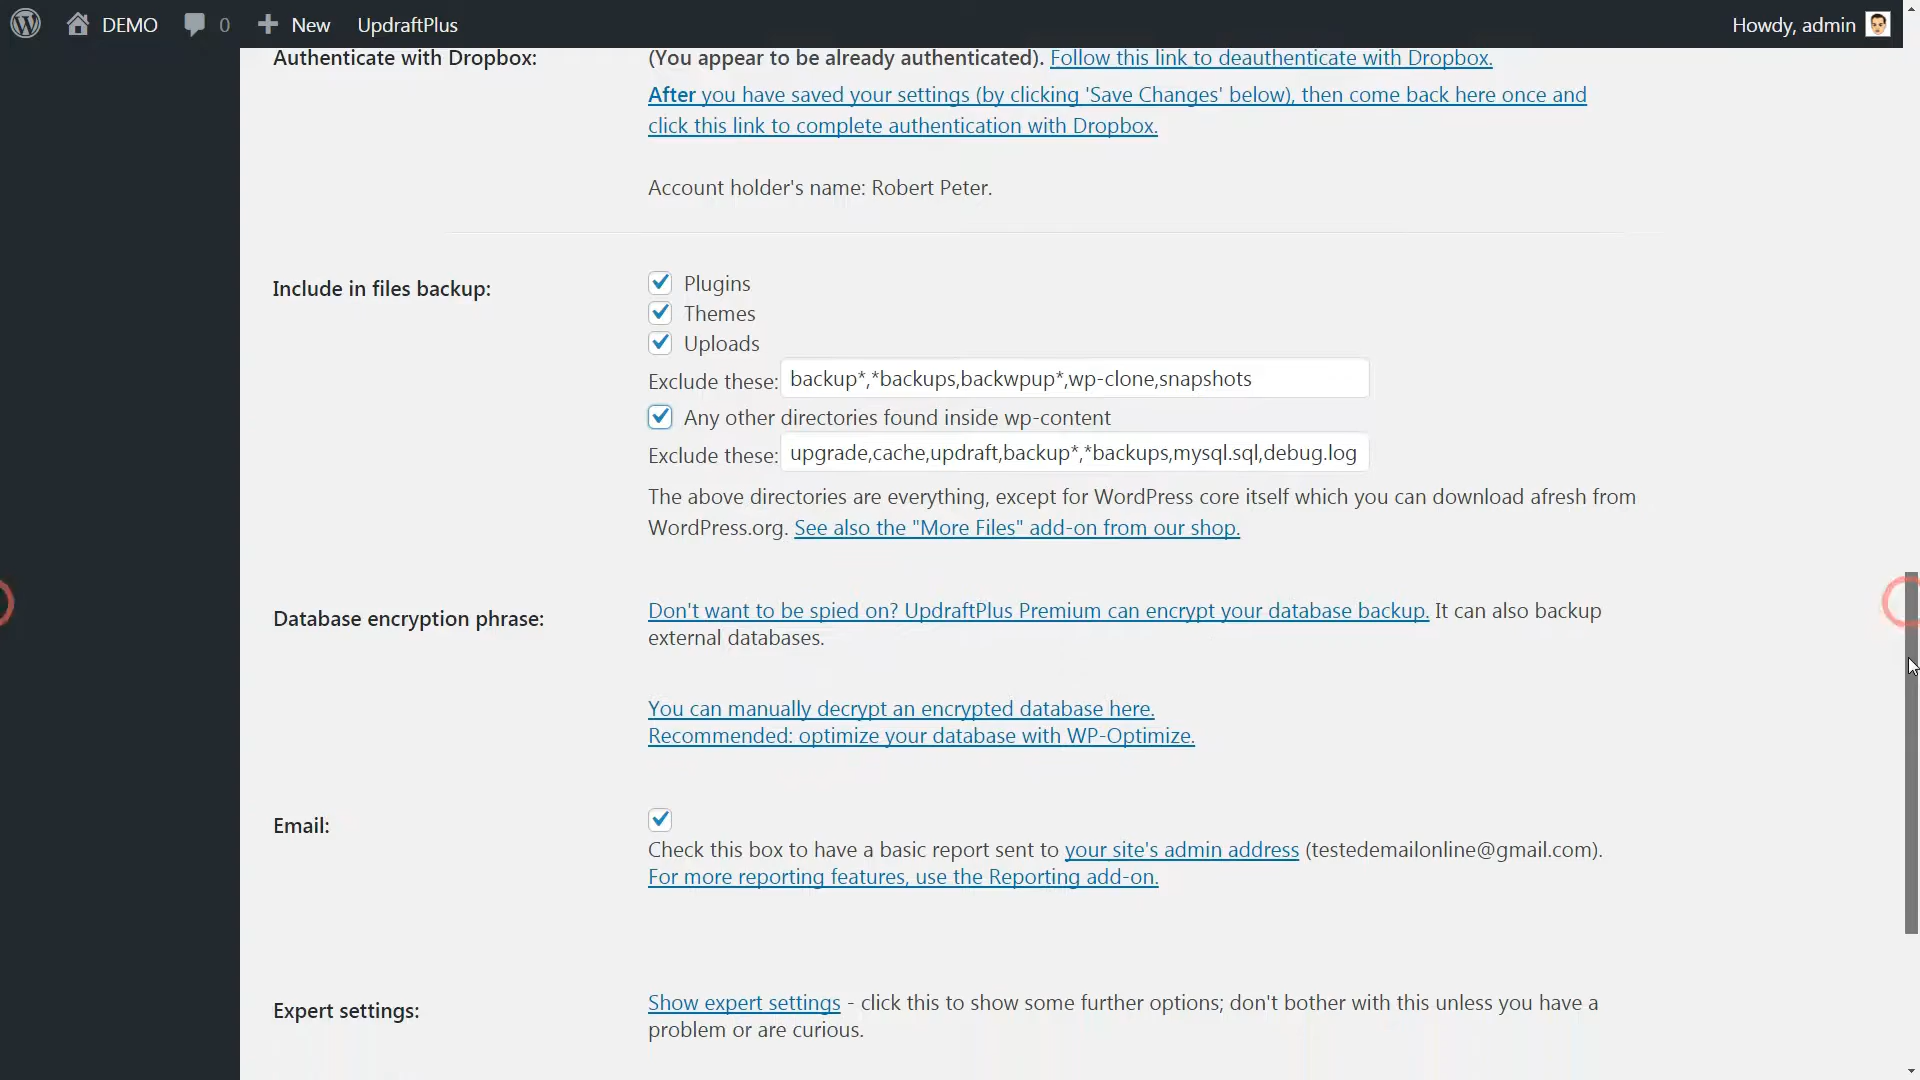 DEMO 0 New UpdraftPlus Howdy, admin
Authenticate with Dropbox: (You appear to be already authenticated). Follow this link to deauthenticate with Dropbox.
After you have saved your settings (by clicking 'Save Changes' below), then come back here once and
click this link to complete authentication with Dropbox.
Account holder's name: Robert Peter.
Include in files backup: Plugins
Themes
Uploads
Exclude these: backup*,*backups,backwpup*,wp-clone,snapshots
Any other directories found inside wp-content
Exclude these: upgrade,cache,updraft,backup*,*backups,mysql.sql,debug.log
The above directories are everything, except for WordPress core itself which you can download afresh from
WordPress.org. See also the "More Files" add-on from our shop.
Database encryption phrase: Don't want to be spied on? UpdraftPlus Premium can encrypt your database backup. It can also backup
external databases.
You can manually decrypt an encrypted database here.
Recommended: optimize your database with WP-Optimize.
Email:
Check this box to have a basic report sent to your site's admin address (testedemailonline@gmail.com).
For more reporting features, use the Reporting add-on.
Expert settings: Show expert settings - click this to show some further options; don't bother with this unless you have a
problem or are curious.